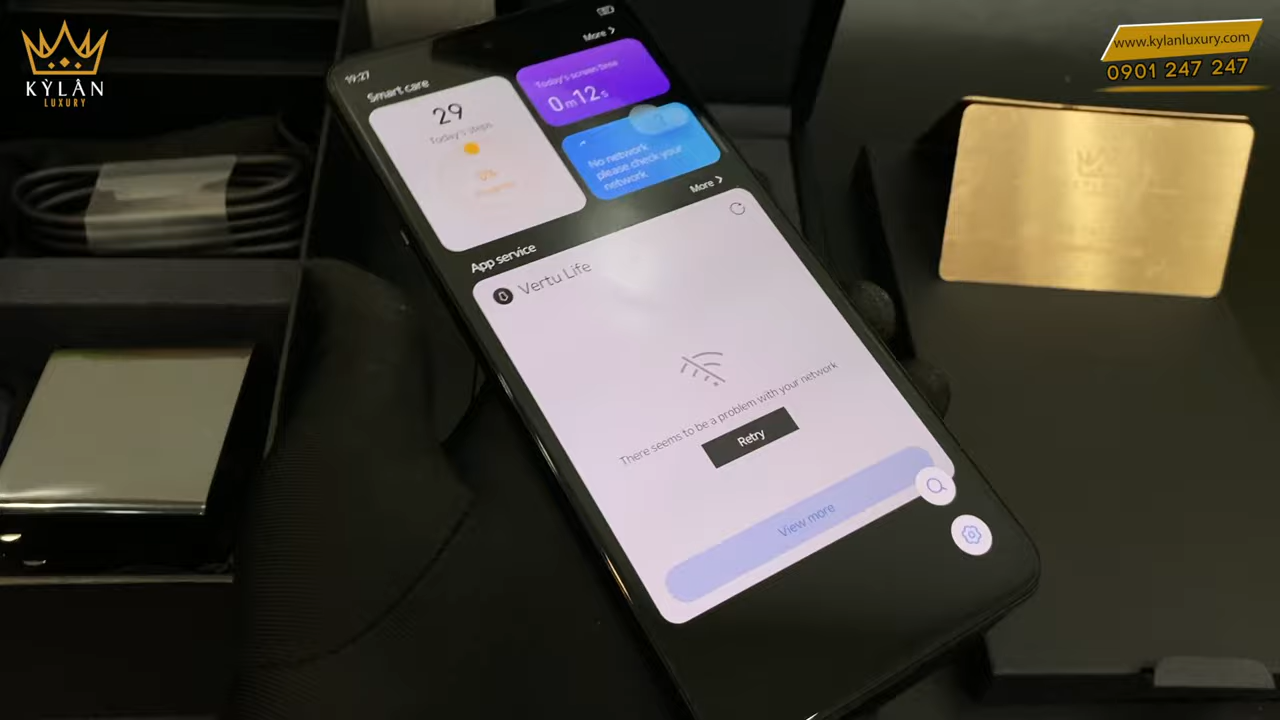 KỲLÂN
LUXURY
www.kylanluxury.com
0901 247 247
19:27
More >
Smart care
29
Today's steps
0%
Today's screen time
0m12s
No network
please check your
network
More >
App service
Vertu Life
There seems to be a problem with your network
Retry
View more